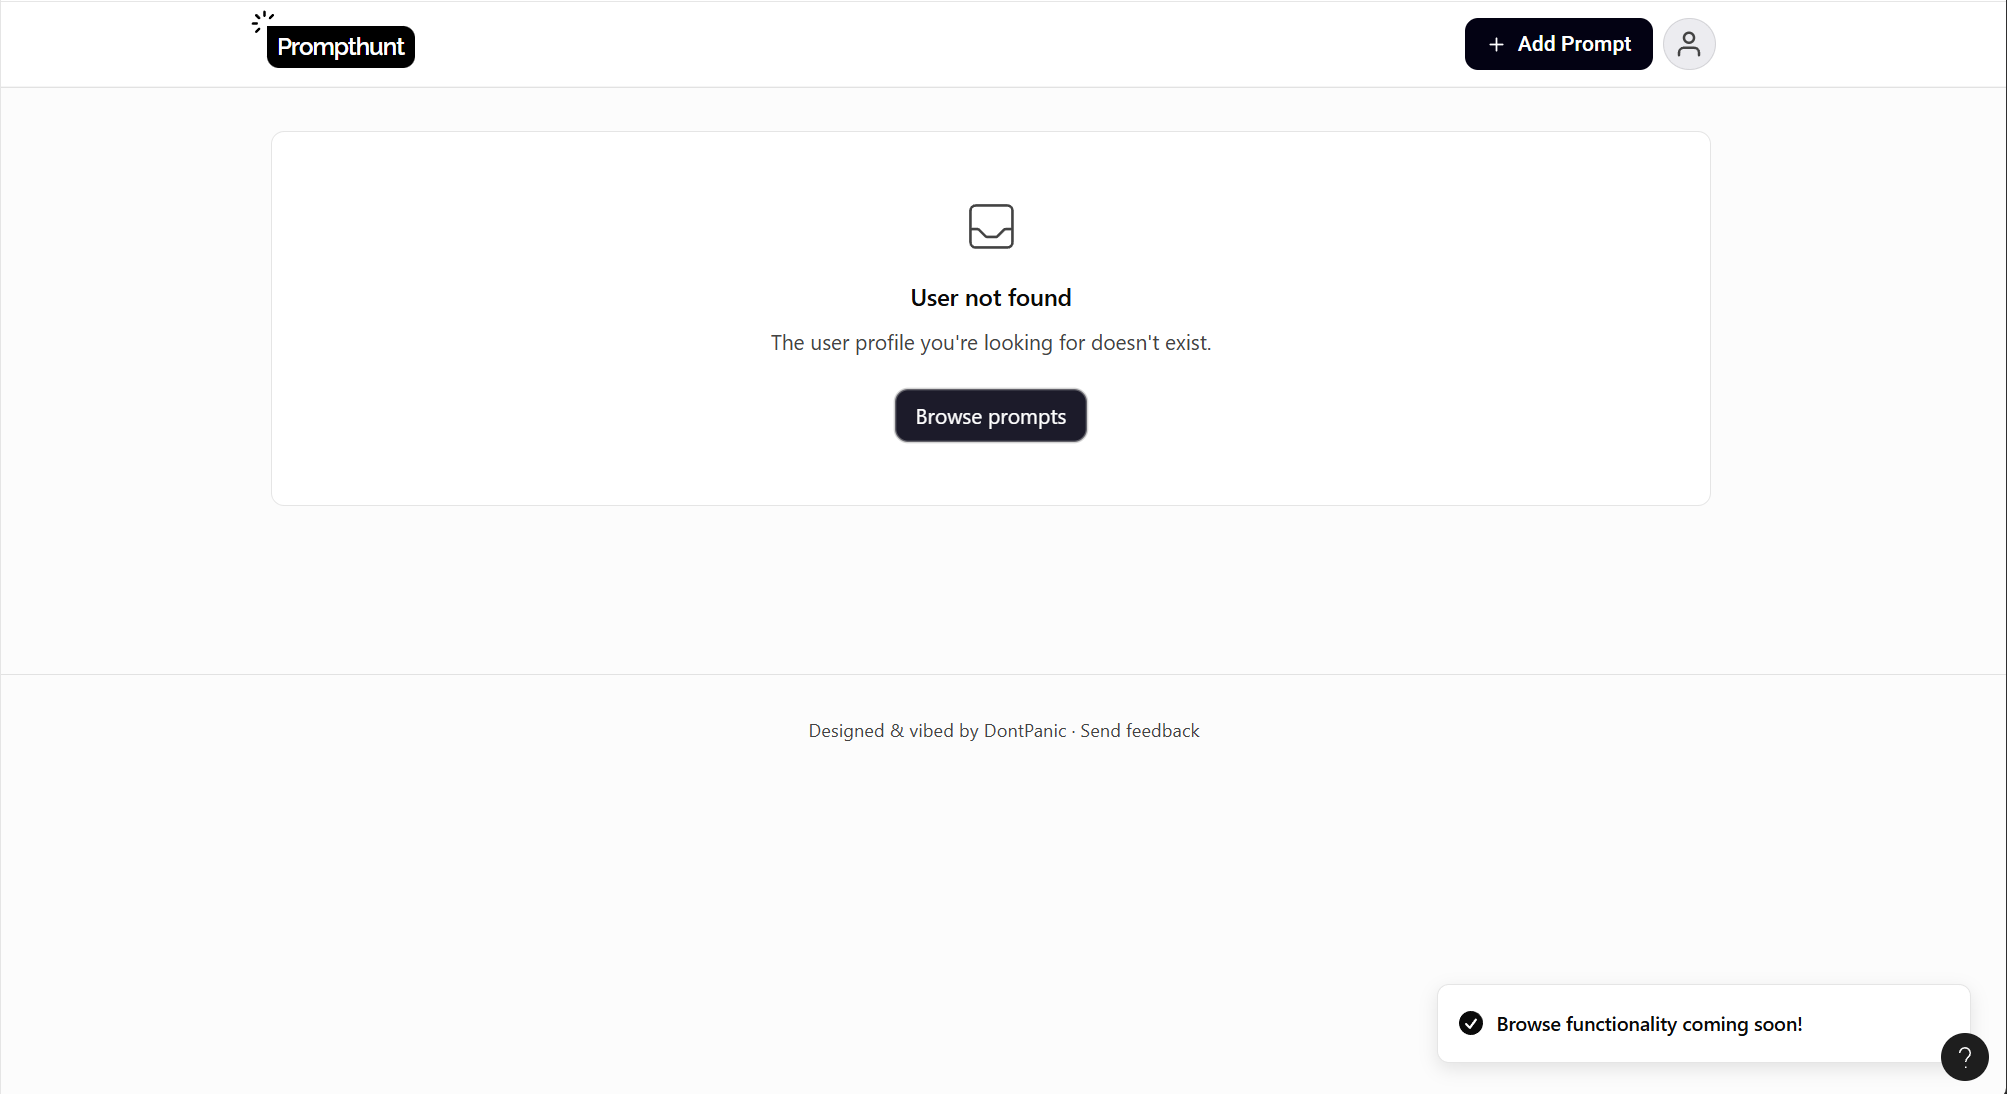 Prompthunt
+ Add Prompt
User not found
The user profile you're looking for doesn't exist.
Browse prompts
Designed & vibed by DontPanic · Send feedback
Browse functionality coming soon!
?